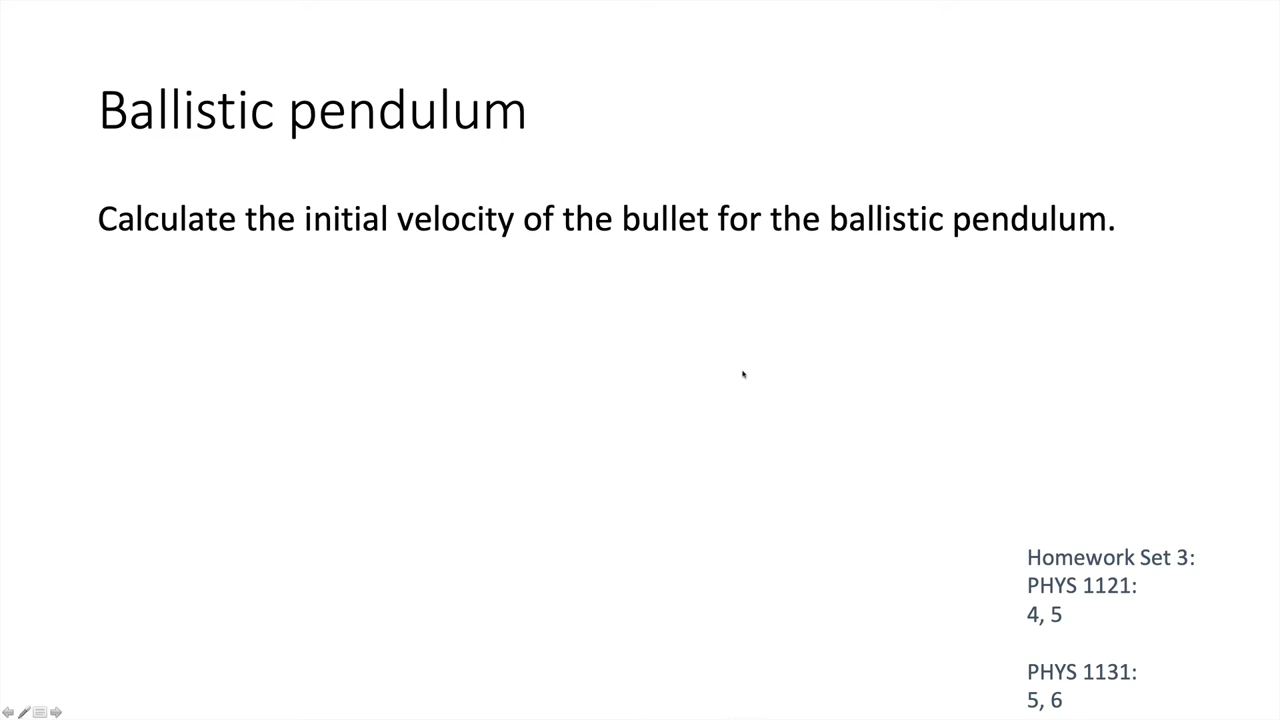 Ballistic pendulum
Calculate the initial velocity of the bullet for the ballistic pendulum.
Homework Set 3:
PHYS 1121:
4, 5
PHYS 1131:
5, 6